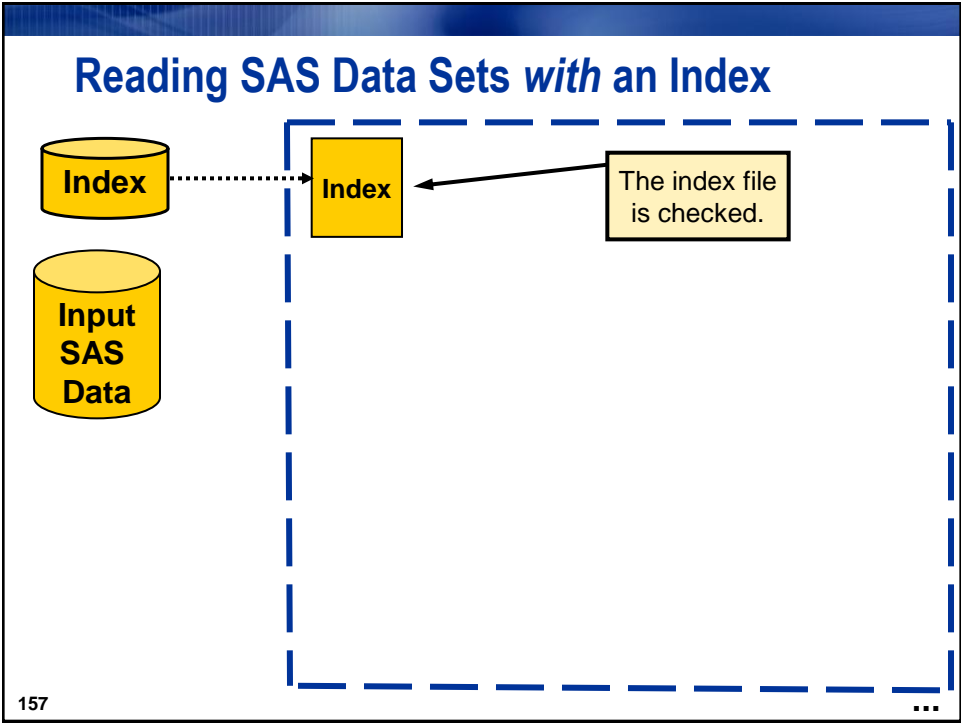 Reading SAS Data Sets with an Index
Index
Index
The index file
is checked.
Input
SAS
Data
157
...